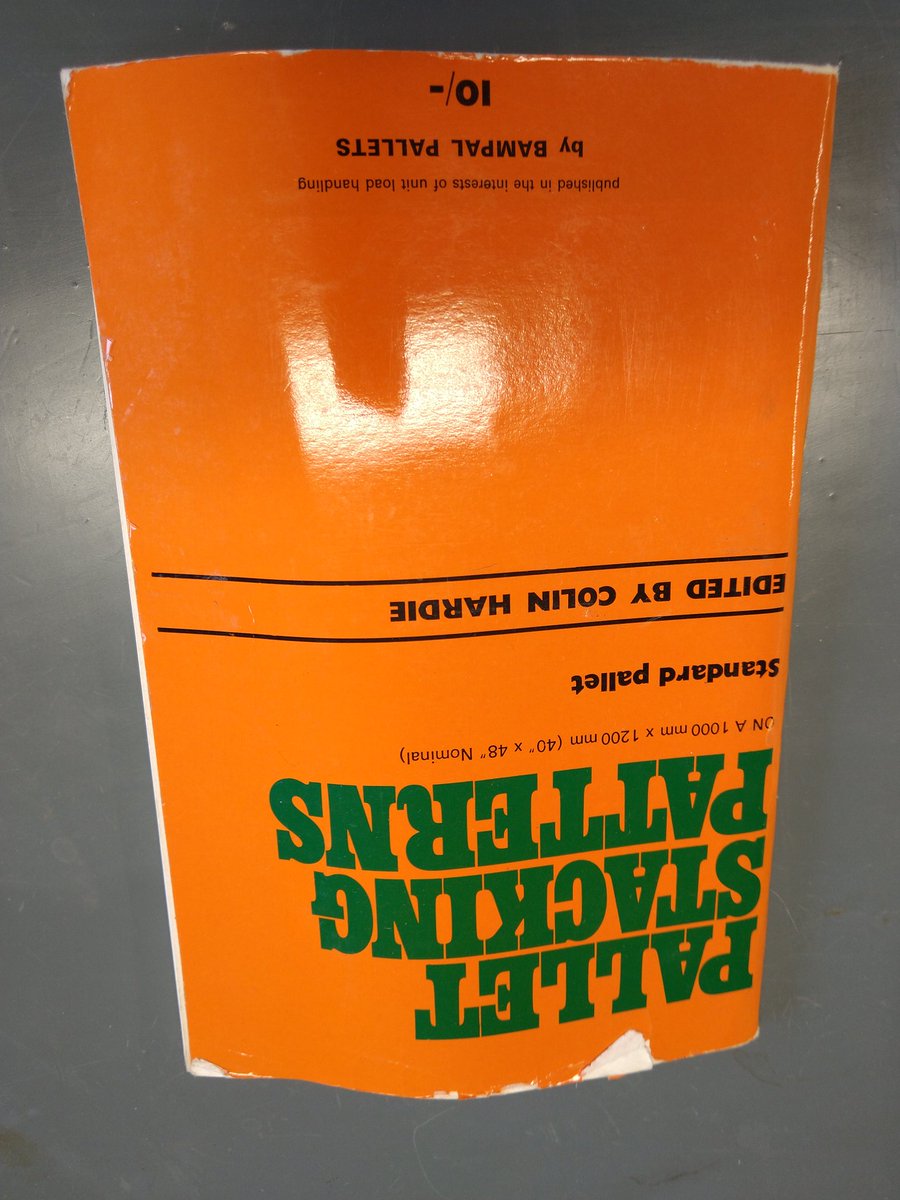 PALLET
STACKING
PATTERNS
ON A 1000 mm x 1200 mm (40" x 48" Nominal)
Standard pallet
EDITED BY COLIN HARDIE
published in the interests of unit load handling
by BAMPAL PALLETS
10/-